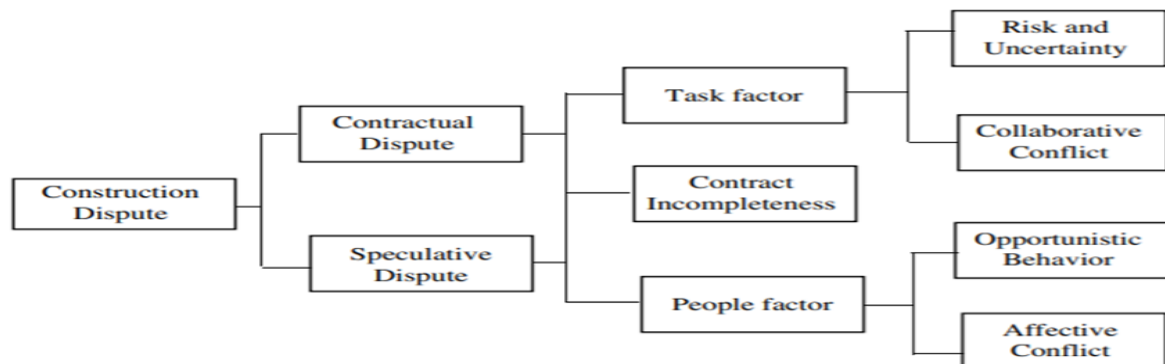 Construction
Dispute
Contractual
Dispute
Speculative
Dispute
Task factor
Contract
Incompleteness
People factor
Risk and
Uncertainty
Collaborative
Conflict
Opportunistic
Behavior
Affective
Conflict